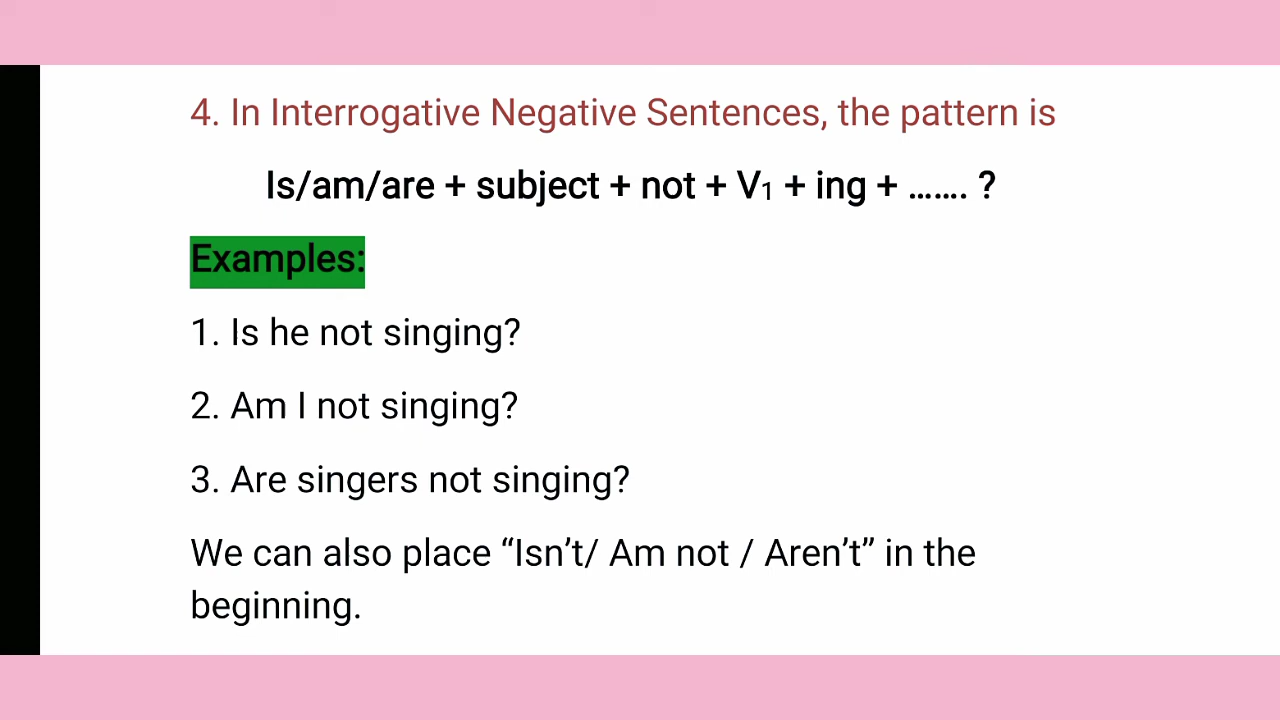 4. In Interrogative Negative Sentences, the pattern is
Is/am/are + subject + not + V₁ + ing + ....... ?
Examples:
1. Is he not singing?
2. Am I not singing?
3. Are singers not singing?
We can also place “Isn’t/ Am not / Aren’t” in the
beginning.